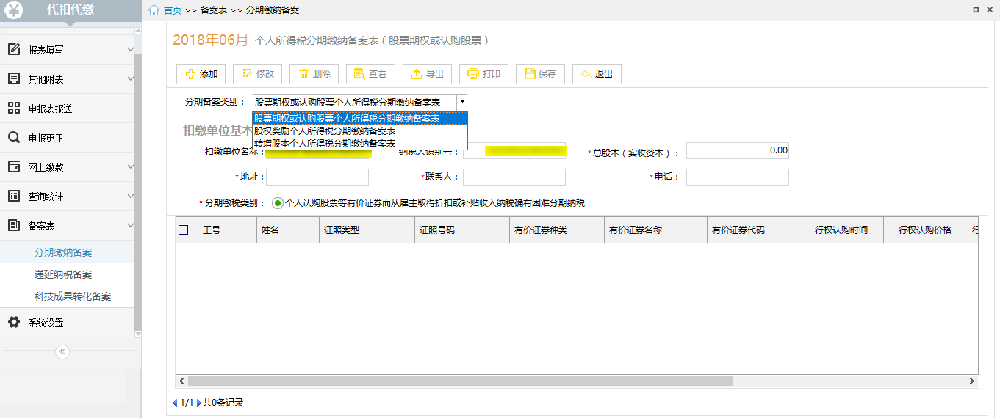 代扣代缴
首页 >> 备案表 >> 分期缴纳备案
报表填写
其他附表
申报表报送
申报更正
网上缴款
查询统计
备案表
分期缴纳备案
递延纳税备案
科技成果转化备案
系统设置
2018年06月 个人所得税分期缴纳备案表（股票期权或认购股票）
添加 修改 删除 查看 导出 打印 保存 退出
分期备案类别： 股票期权或认购股票个人所得税分期缴纳备案表
股票期权或认购股票个人所得税分期缴纳备案表
股权奖励个人所得税分期缴纳备案表
转增股本个人所得税分期缴纳备案表
扣缴单位基本
扣缴单位名称： 纳税人识别号： *总股本（实收资本）： 0.00
*地址： *联系人： *电话：
*分期缴税类别： 个人认购股票等有价证券而从雇主取得折扣或补贴收入纳税确有困难分期纳税
工号 姓名 证照类型 证照号码 有价证券种类 有价证券名称 有价证券代码 行权认购时间 行权认购价格 行
1/1 共0条记录